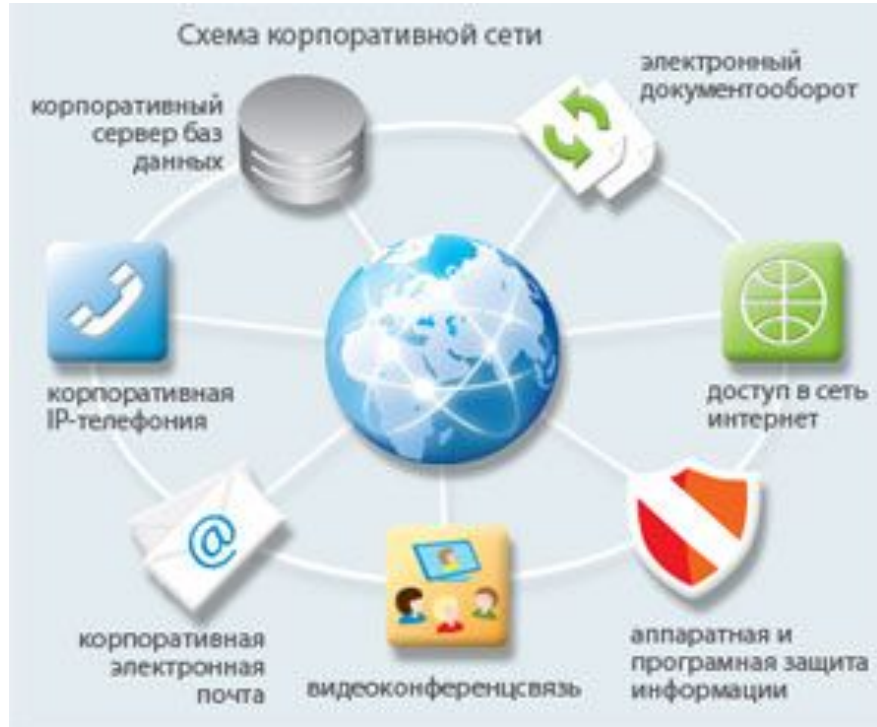 Схема корпоративной сети
электронный
документооборот
корпоративный
сервер баз
данных
корпоративная
IP-телефония
доступ в сеть
интернет
корпоративная
электронная
почта
видеоконференцсвязь
аппаратная и
програмная защита
информации